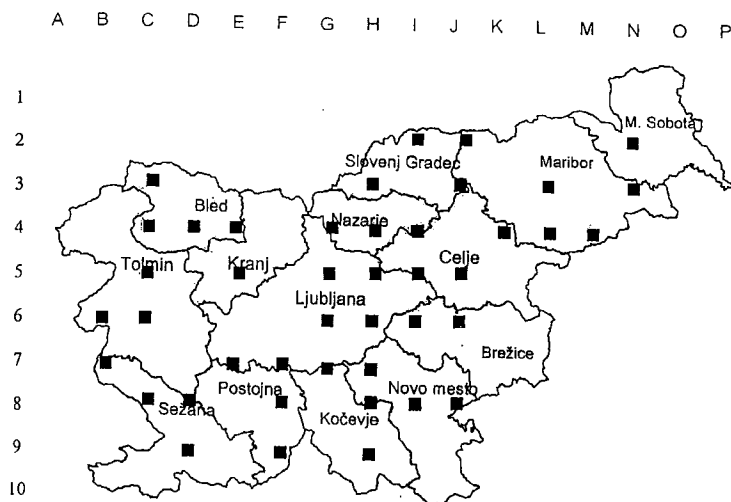 A B C D E F G H I J K L M N O P
1
M. Sobota
2
Slovenj Gradec Maribor
3
Bled
Nazarje
4
Tolmin Kranj Celje
5
Ljubljana
6
Brežice
7
Postojna Novo mesto
8
Sežana Kočevje
9
10